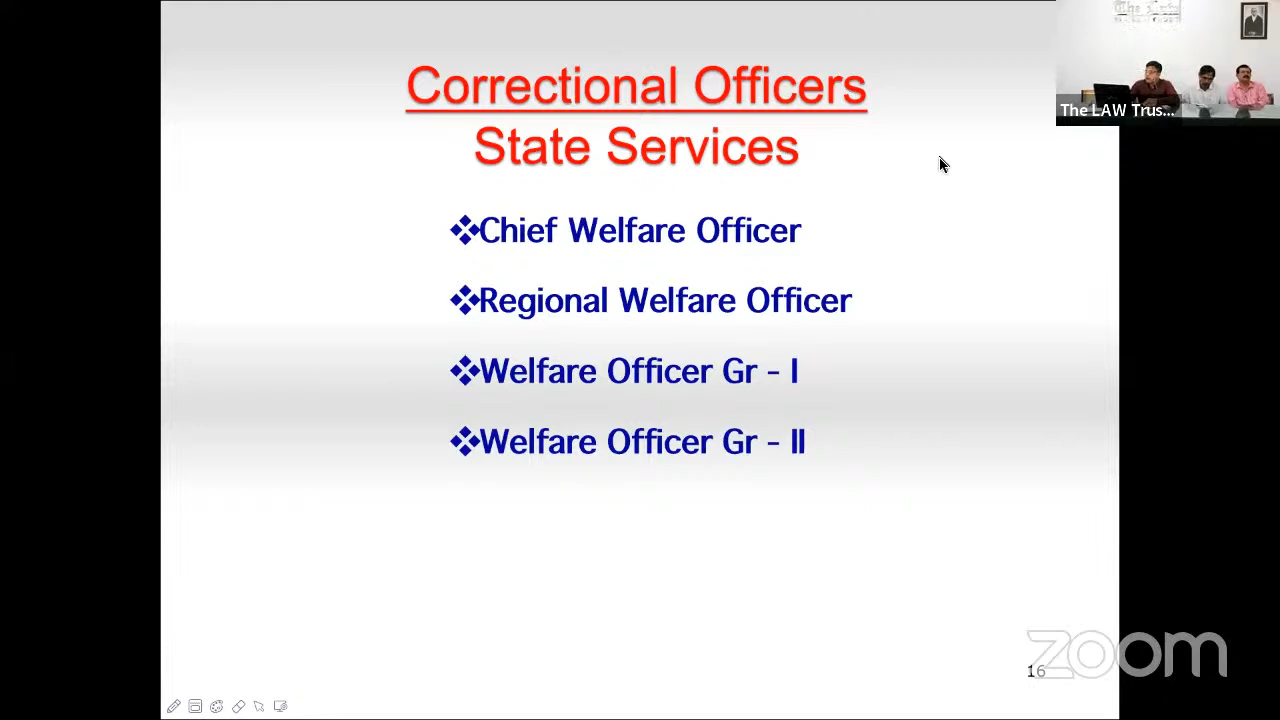 Correctional Officers
State Services
❖Chief Welfare Officer
❖Regional Welfare Officer
❖Welfare Officer Gr - I
❖Welfare Officer Gr - II
16
zoom
The LAW Trus...